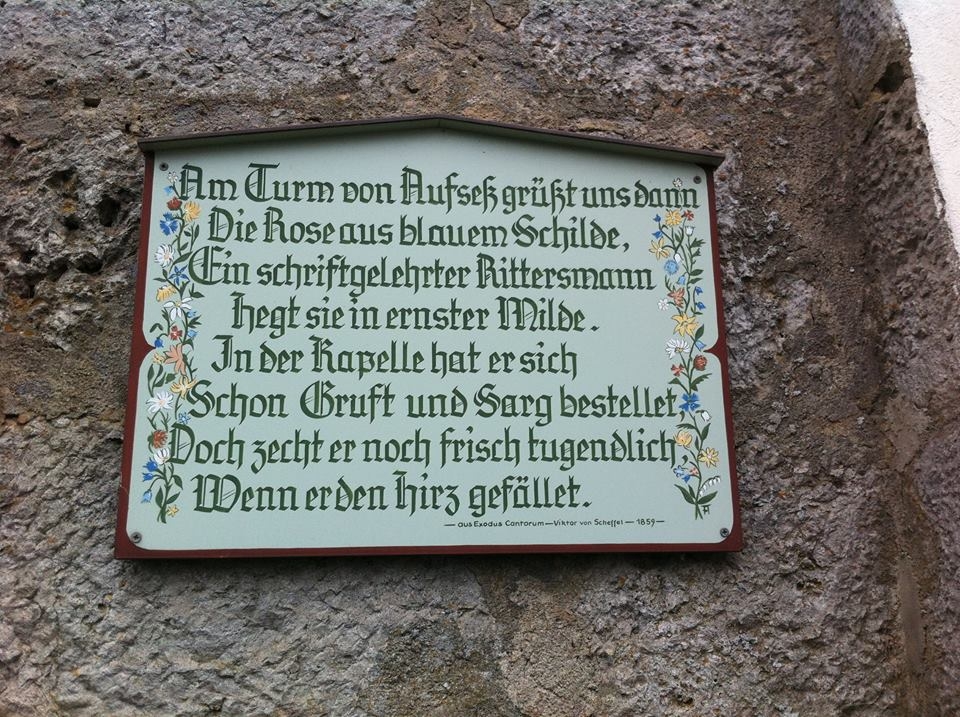 Am Turm von Aufseß grüßt uns dann
Die Rose aus blauem Schilde,
Ein schriftgelehrter Rittersmann
hegt sie in ernster Milde.
In der Kapelle hat er sich
Schon Gruft und Sarg bestellet,
Doch zecht er noch frisch tugendlich,
Wenn er den hirz gefället.
— aus Exodus Cantorum — Viktor von Scheffel — 1859 —